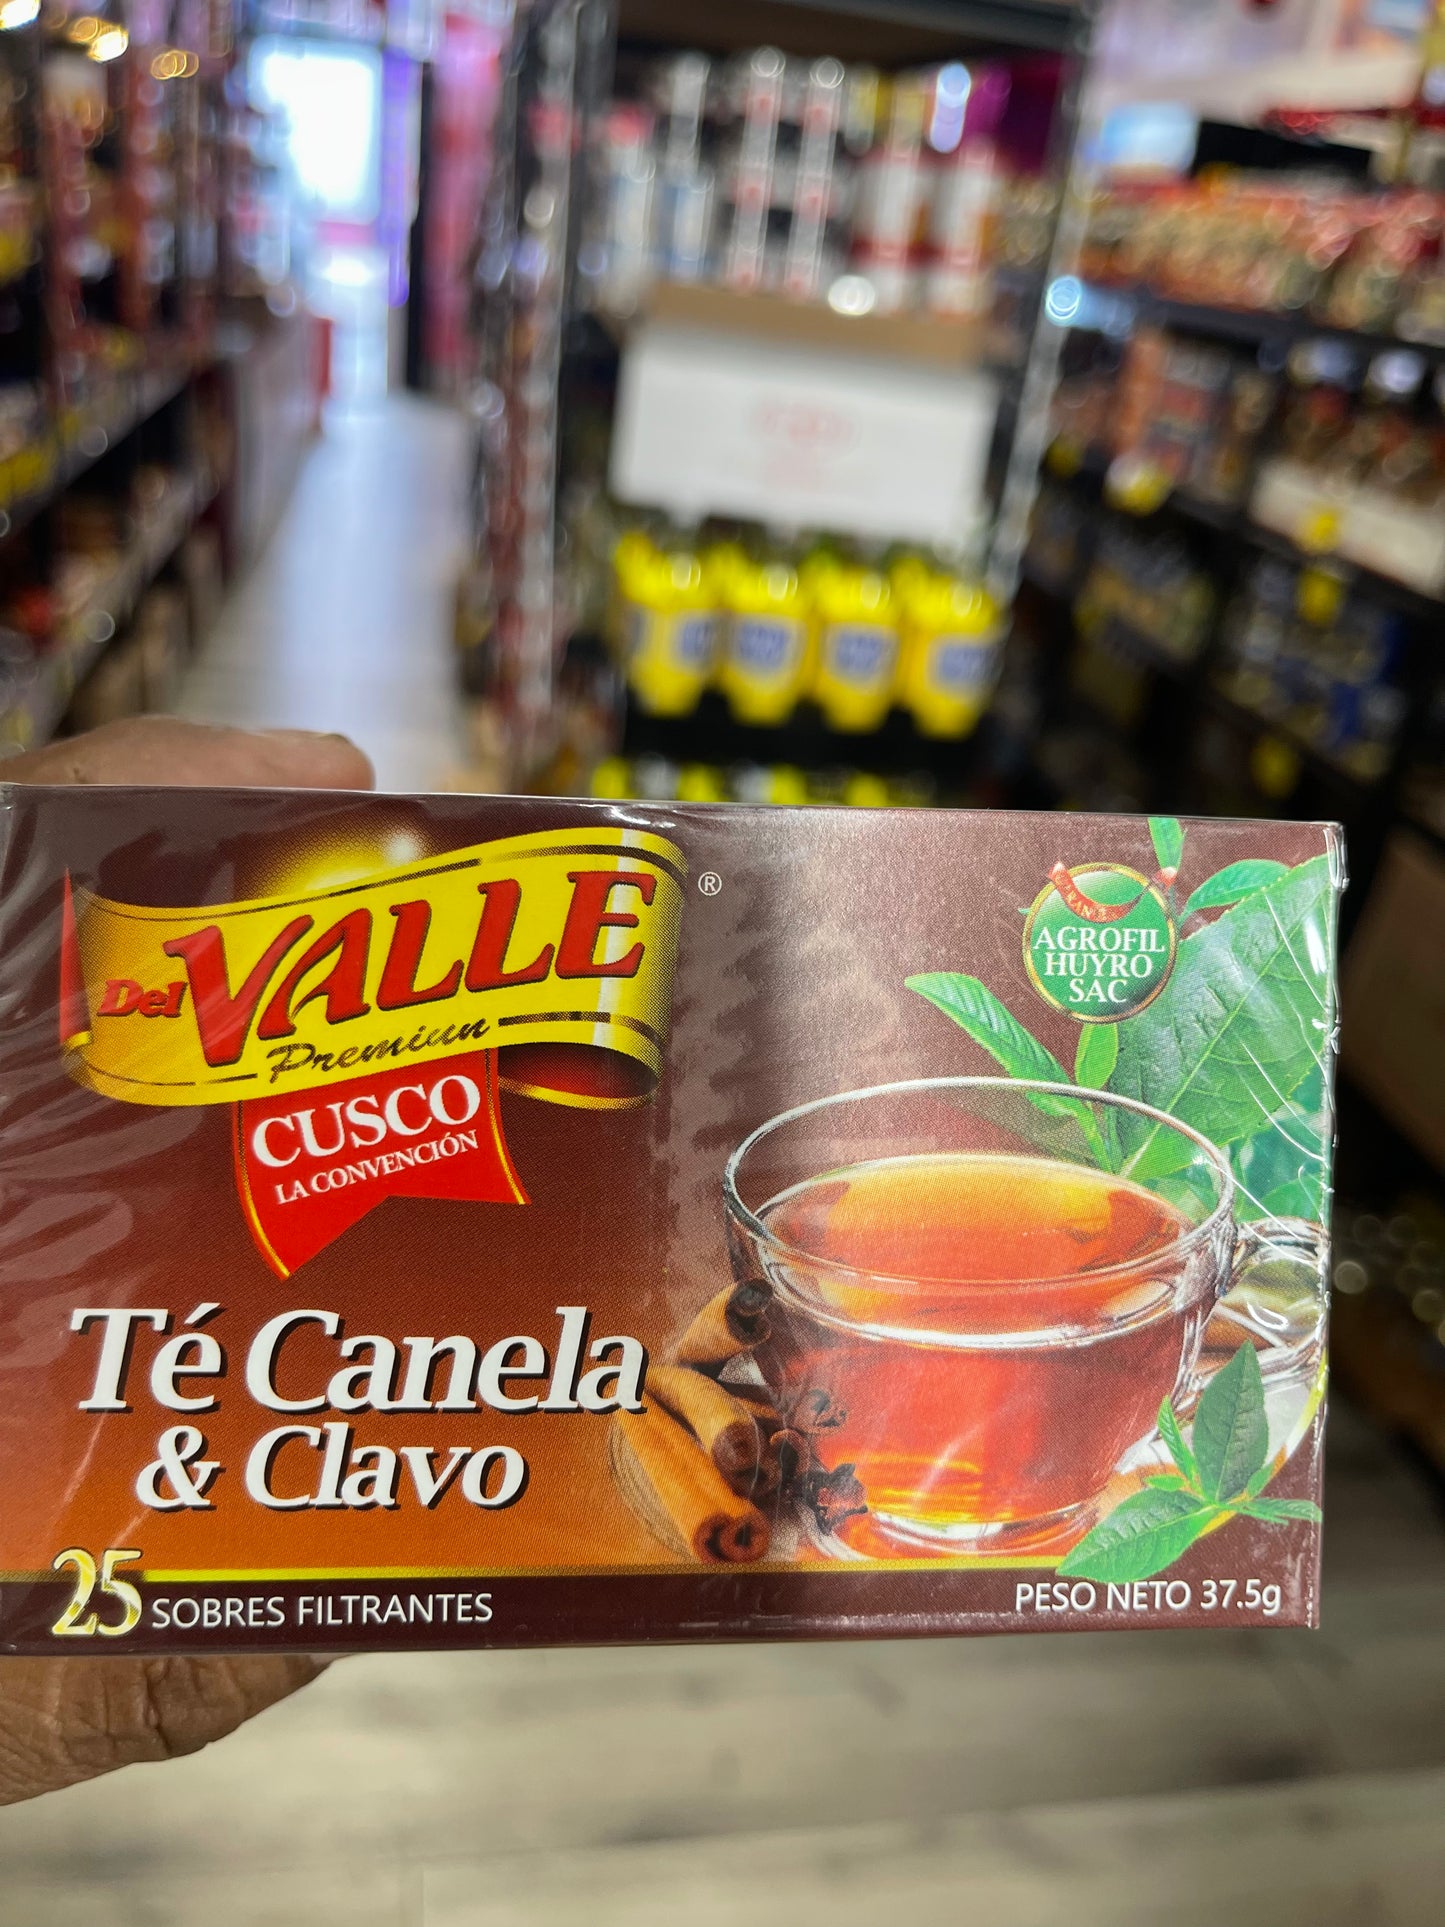 Del VALLE ®
Premium
CUSCO
LA CONVENCIÓN
AGROFIL
HUYRO
SAC
Té Canela
& Clavo
25 SOBRES FILTRANTES
PESO NETO 37.5g